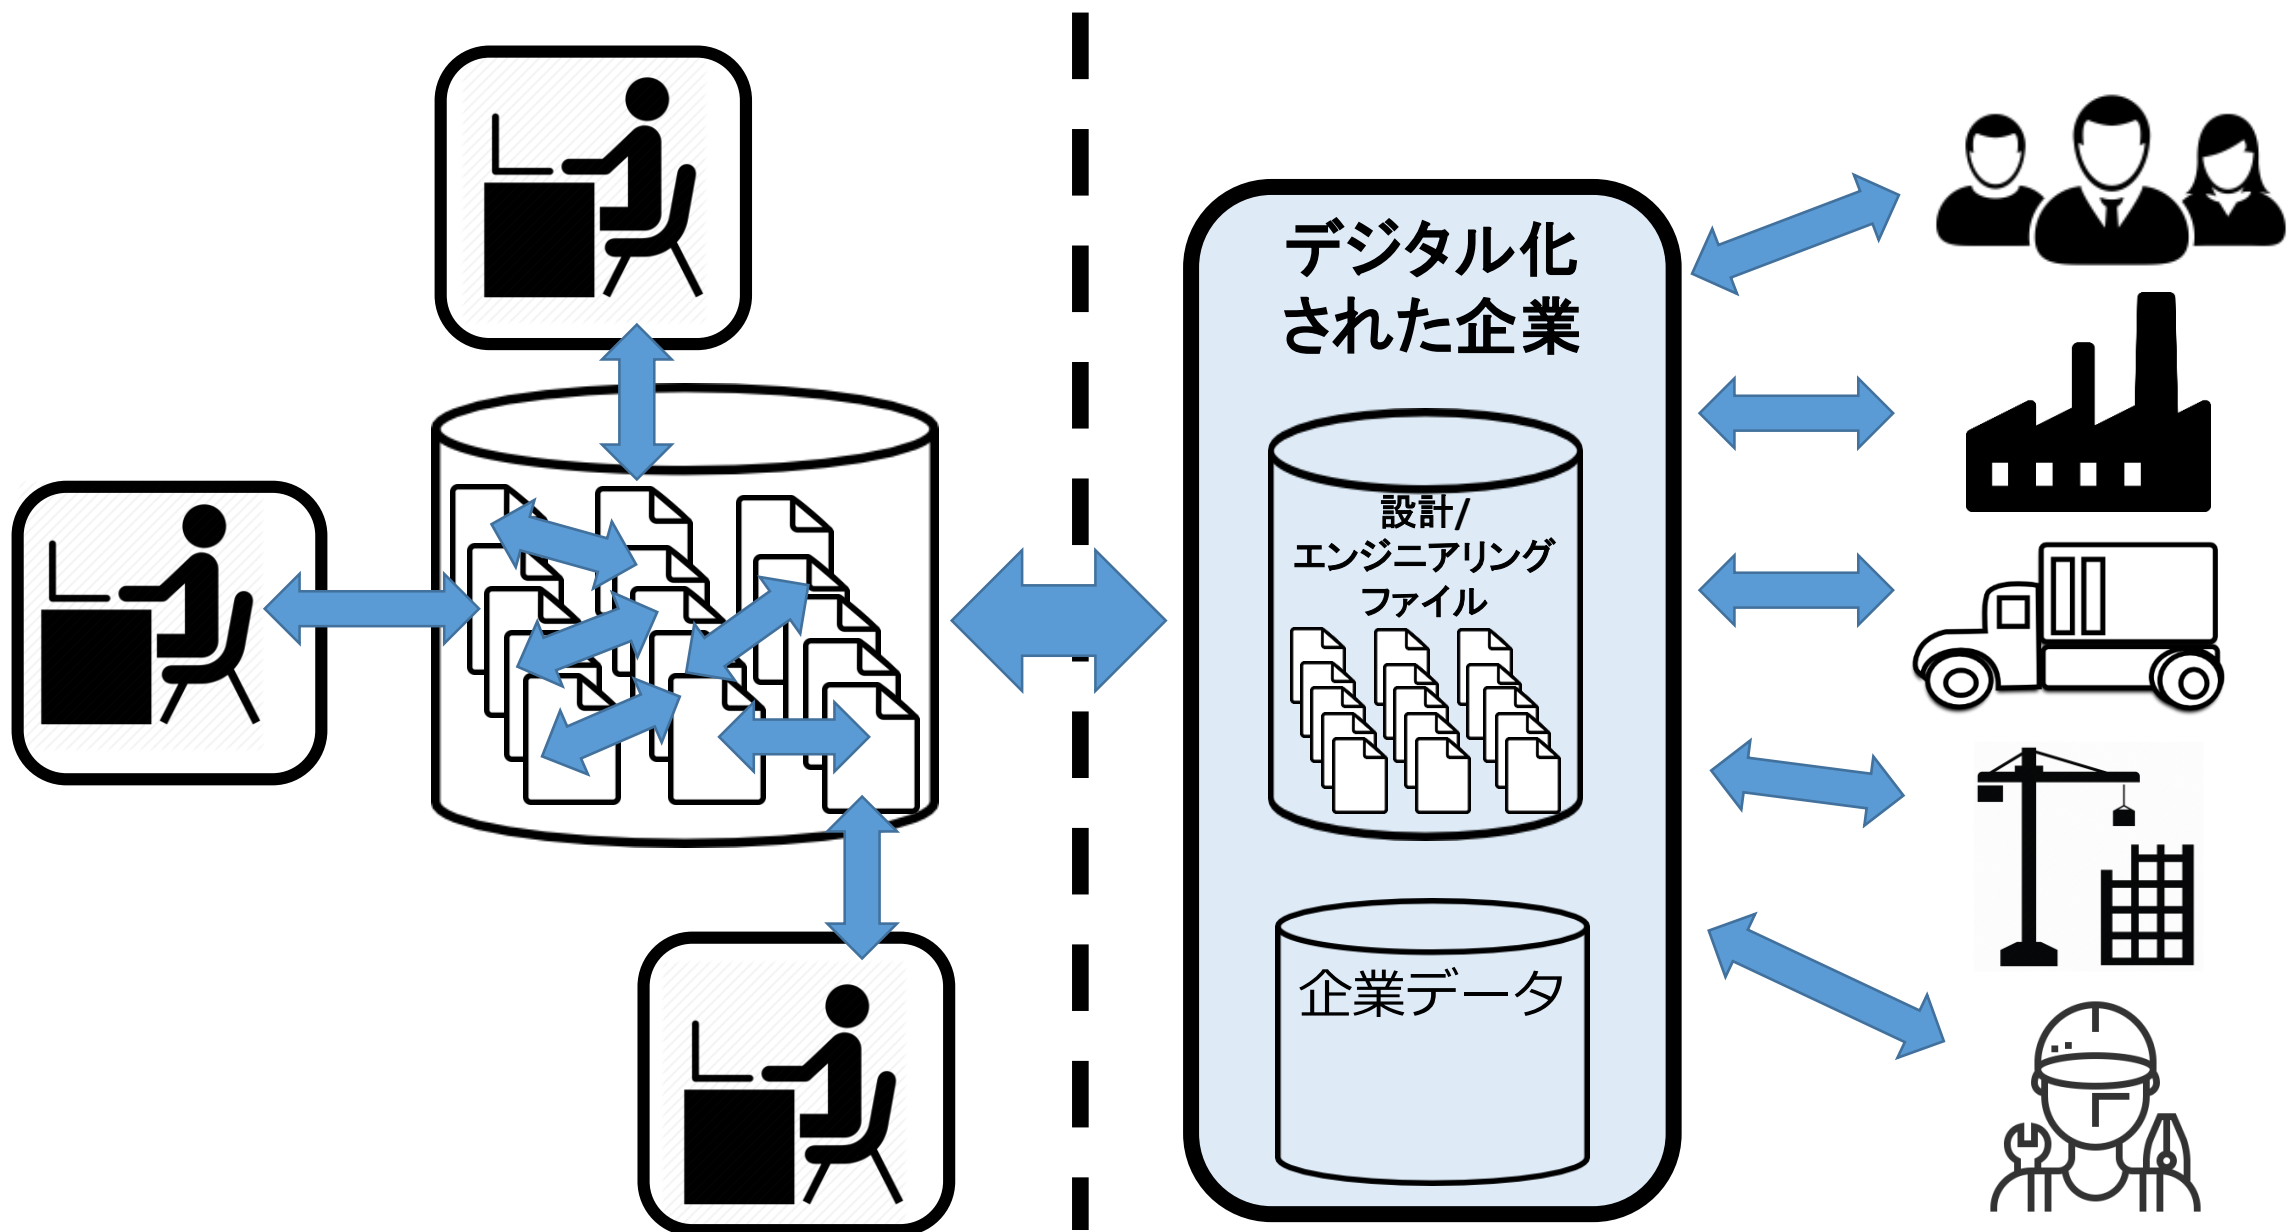 デジタル化
された企業
設計/
エンジニアリング
ファイル
企業データ